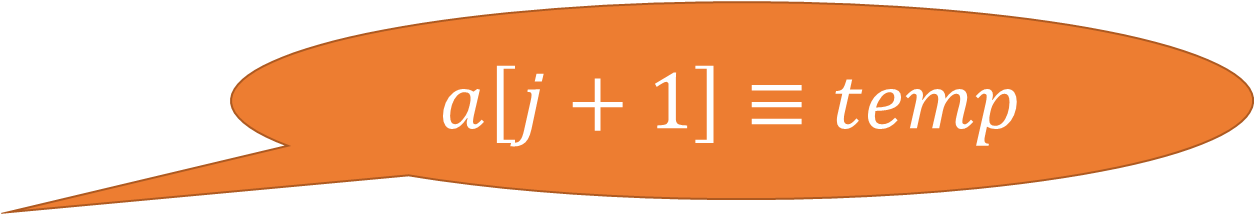 a[j + 1] ≡ temp